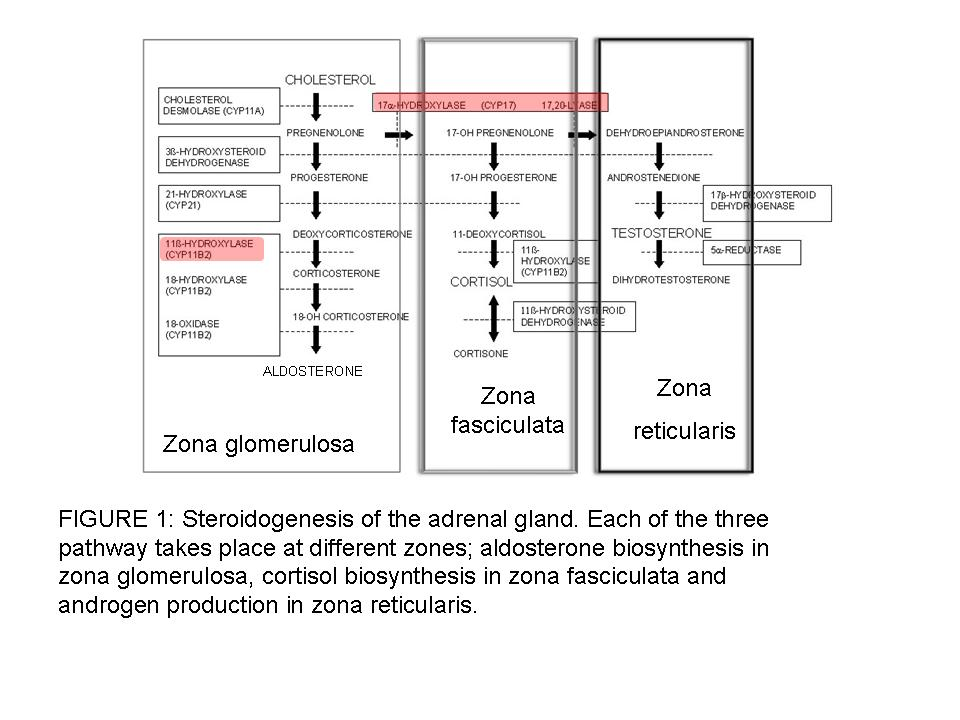 CHOLESTEROL
CHOLESTEROL
DESMOLASE (CYP11A)
17α-HYDROXYLASE (CYP17) 17,20-LYASE
PREGNENOLONE
17-OH PREGNENOLONE
DEHYDROEPIANDROSTERONE
3ß-HYDROXYSTEROID
DEHYDROGENASE
PROGESTERONE
17-OH PROGESTERONE
ANDROSTENEDIONE
21-HYDROXYLASE
(CYP21)
17β-HYDROXYSTEROID
DEHYDROGENASE
DEOXYCORTICOSTERONE
11-DEOXYCORTISOL
TESTOSTERONE
11ß-HYDROXYLASE
(CYP11B2)
11ß-
HYDROXYLASE
(CYP11B2)
5α-REDUCTASE
CORTICOSTERONE
CORTISOL
DIHYDROTESTOSTERONE
18-HYDROXYLASE
(CYP11B2)
18-OH CORTICOSTERONE
11ß-HYDROXYSTEROID
DEHYDROGENASE
18-OXIDASE
(CYP11B2)
CORTISONE
ALDOSTERONE
Zona glomerulosa
Zona
fasciculata
Zona
reticularis
FIGURE 1: Steroidogenesis of the adrenal gland. Each of the three
pathway takes place at different zones; aldosterone biosynthesis in
zona glomerulosa, cortisol biosynthesis in zona fasciculata and
androgen production in zona reticularis.